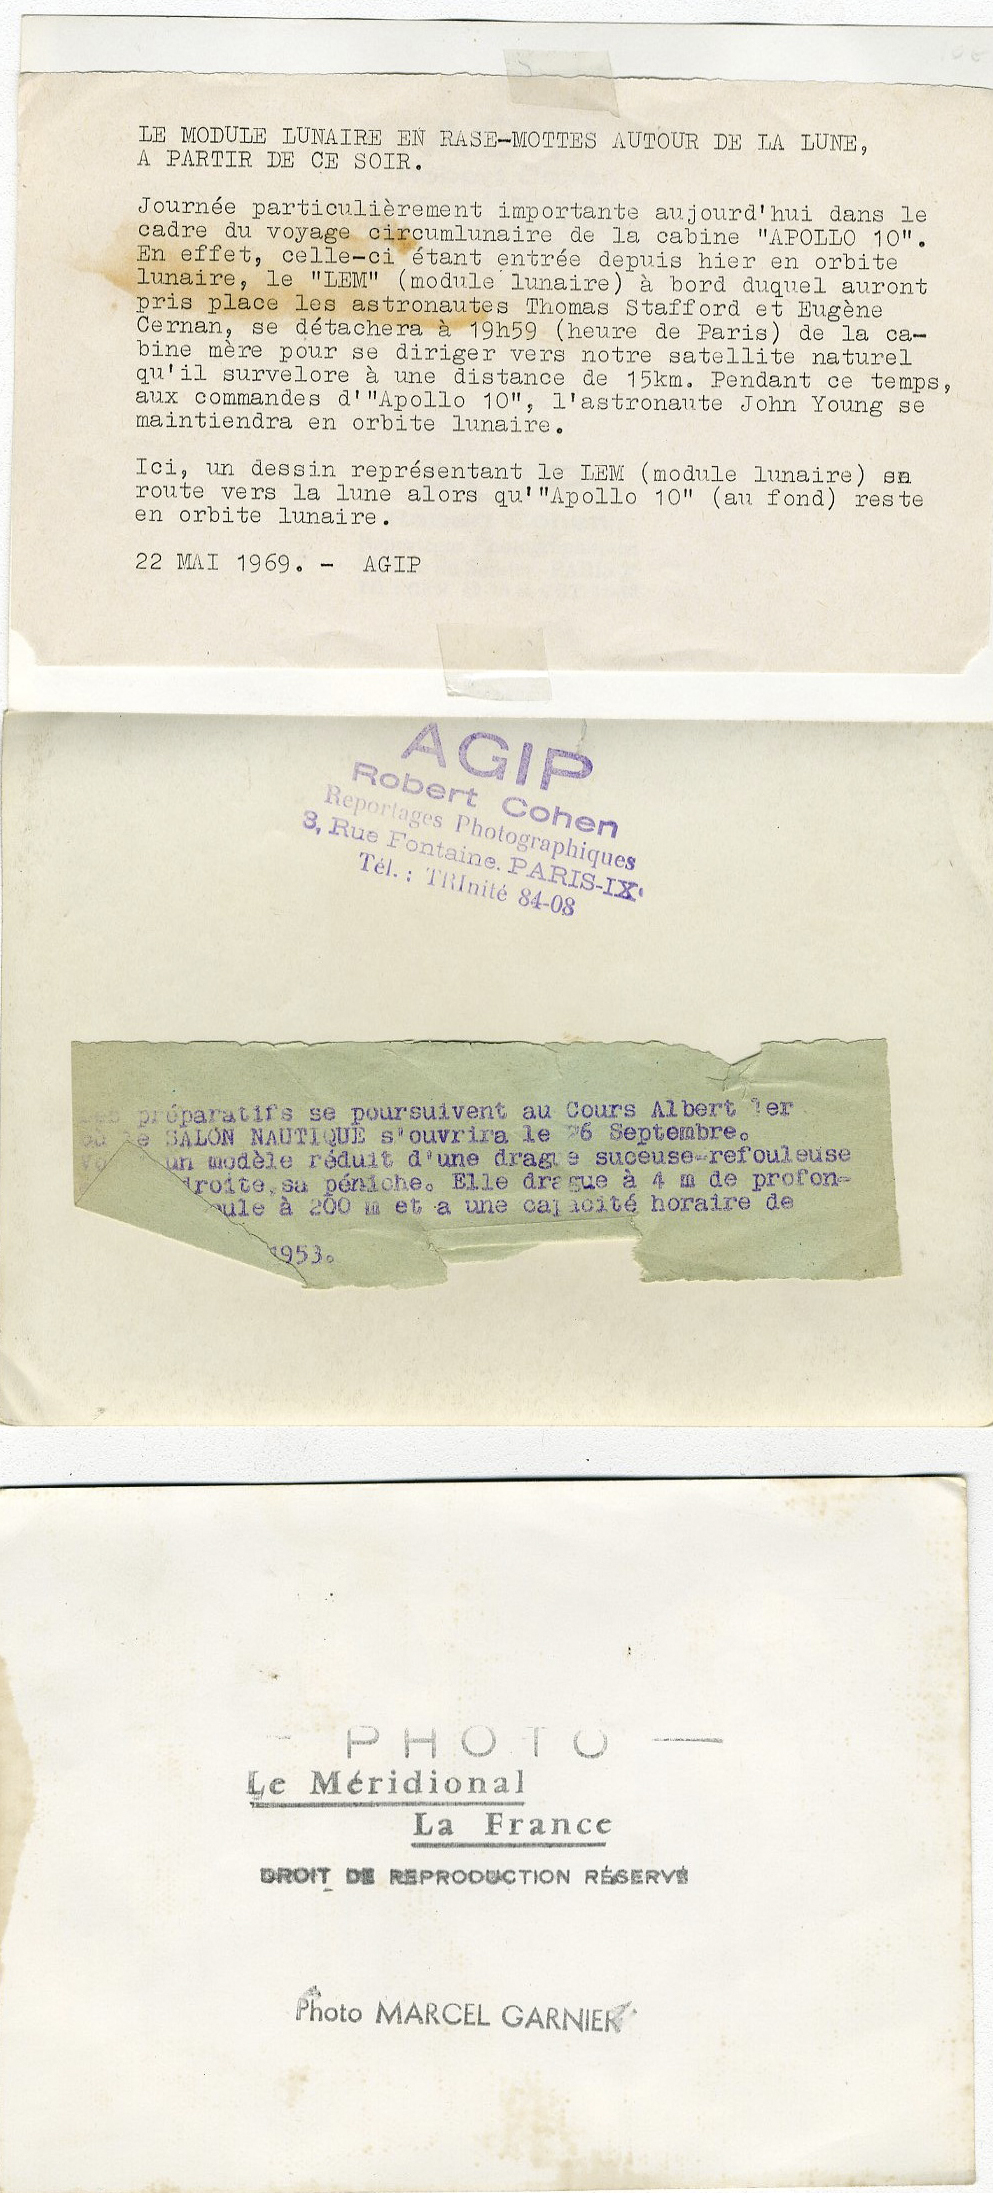 LE MODULE LUNAIRE EN RASE-MOTTES AUTOUR DE LA LUNE,
A PARTIR DE CE SOIR.
Journée particulièrement importante aujourd'hui dans le
cadre du voyage circumlunaire de la cabine "APOLLO 10".
En effet, celle-ci étant entrée depuis hier en orbite
lunaire, le "LEM" (module lunaire) à bord duquel auront
pris place les astronautes Thomas Stafford et Eugène
Cernan, se détachera à 19h59 (heure de Paris) de la ca-
bine mère pour se diriger vers notre satellite naturel
qu'il survelore à une distance de 15km. Pendant ce temps,
aux commandes d'"Apollo 10", l'astronaute John Young se
maintiendra en orbite lunaire.
Ici, un dessin représentant le LEM (module lunaire) en
route vers la lune alors qu'"Apollo 10" (au fond) reste
en orbite lunaire.
22 MAI 1969. - AGIP
AGIP
Robert Cohen
Reportages Photographiques
8, Rue Fontaine. PARIS-IX
Tél. : TRInité 84-08
préparatifs se poursuivent au Cours Albert 1er
SALON NAUTIQUE s'ouvrira le 26 Septembre.
un modèle réduit d'une drague suceuse-refouleuse
droite, sa péniche. Elle drague à 4 m de profon-
oule à 200 m et a une capacité horaire de
1953.
- PHOTO -
Le Méridional
La France
DROIT DE REPRODUCTION RÉSERVÉ
Photo MARCEL GARNIER